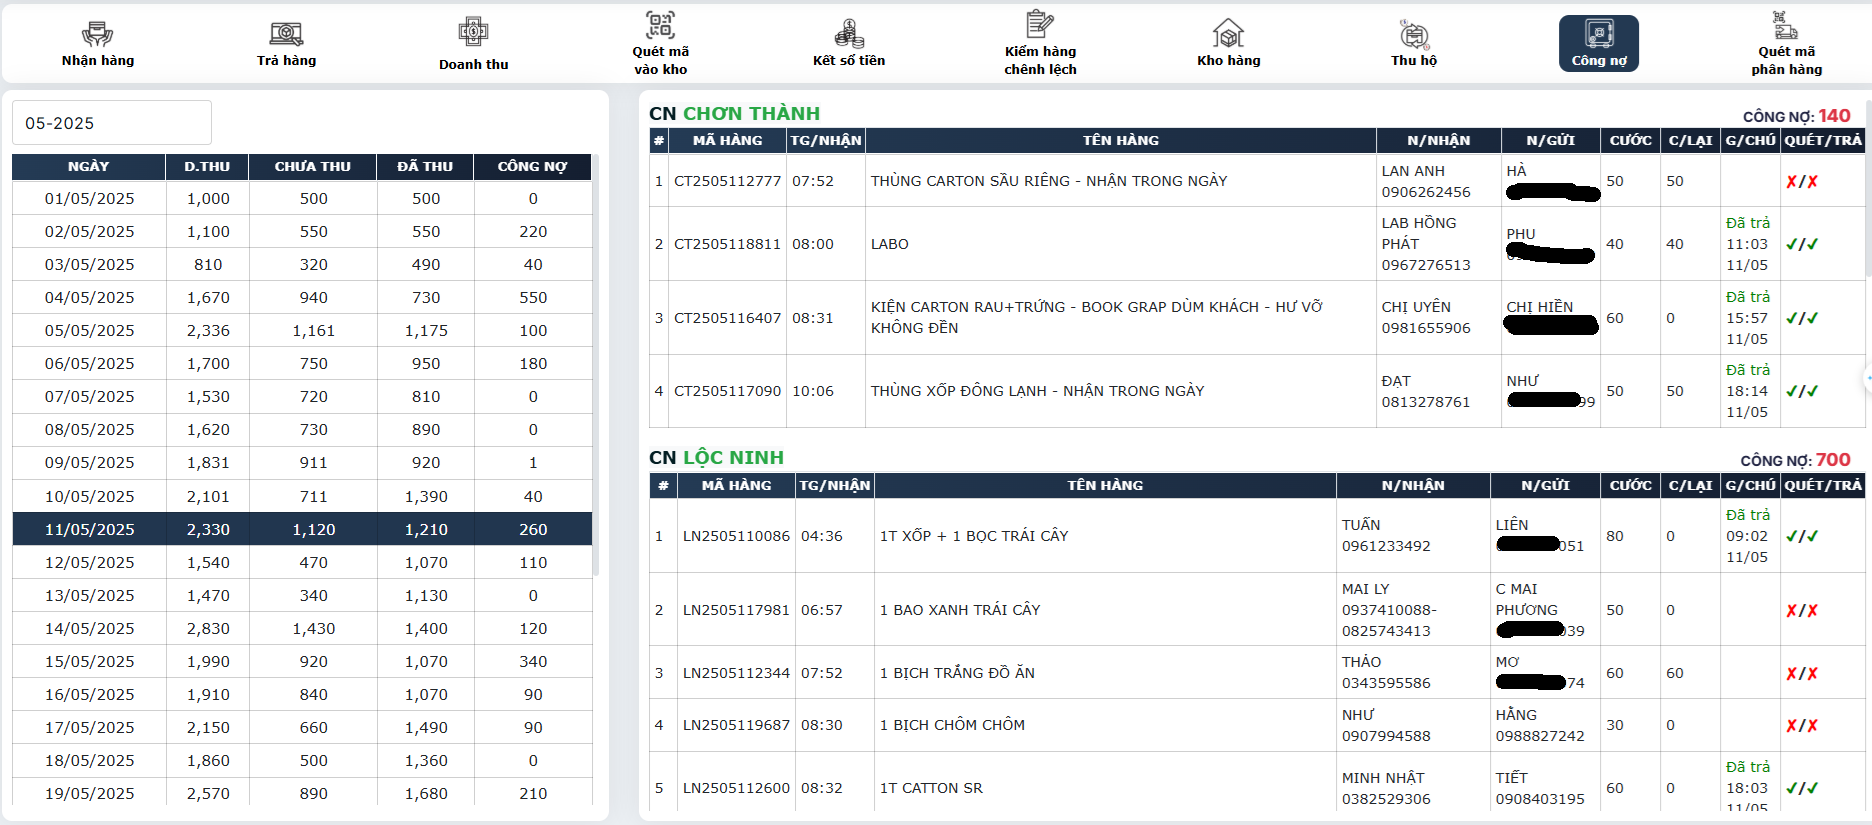 Nhận hàng
Trả hàng
Doanh thu
Quét mã
vào kho
Kết sổ tiền
Kiểm hàng
chênh lệch
Kho hàng
Thu hộ
Công nợ
Quét mã
phân hàng
05-2025
NGÀY D.THU CHƯA THU ĐÃ THU CÔNG NỢ
01/05/2025 1,000 500 500 0
02/05/2025 1,100 550 550 220
03/05/2025 810 320 490 40
04/05/2025 1,670 940 730 550
05/05/2025 2,336 1,161 1,175 100
06/05/2025 1,700 750 950 180
07/05/2025 1,530 720 810 0
08/05/2025 1,620 730 890 0
09/05/2025 1,831 911 920 1
10/05/2025 2,101 711 1,390 40
11/05/2025 2,330 1,120 1,210 260
12/05/2025 1,540 470 1,070 110
13/05/2025 1,470 340 1,130 0
14/05/2025 2,830 1,430 1,400 120
15/05/2025 1,990 920 1,070 340
16/05/2025 1,910 840 1,070 90
17/05/2025 2,150 660 1,490 90
18/05/2025 1,860 500 1,360 0
19/05/2025 2,570 890 1,680 210
CN CHƠN THÀNH
CÔNG NỢ: 140
# MÃ HÀNG TG/NHẬN TÊN HÀNG N/NHẬN N/GỬI CƯỚC C/LẠI G/CHÚ QUÉT/TRẢ
1 CT2505112777 07:52 THÙNG CARTON SẦU RIÊNG - NHẬN TRONG NGÀY
LAN ANH
0906262456
HÀ
50 50 ✗/✗
2 CT2505118811 08:00 LABO
LAB HỒNG
PHÁT
0967276513
PHU
40 40
Đã trả
11:03
11/05
✓/✓
3 CT2505116407 08:31
KIỆN CARTON RAU+TRỨNG - BOOK GRAP DÙM KHÁCH - HƯ VỠ
KHÔNG ĐỀN
CHỊ UYÊN
0981655906
CHỊ HIỀN
60 0
Đã trả
15:57
11/05
✓/✓
4 CT2505117090 10:06 THÙNG XỐP ĐÔNG LẠNH - NHẬN TRONG NGÀY
ĐẠT
0813278761
NHƯ
99
50 50
Đã trả
18:14
11/05
✓/✓
CN LỘC NINH
CÔNG NỢ: 700
# MÃ HÀNG TG/NHẬN TÊN HÀNG N/NHẬN N/GỬI CƯỚC C/LẠI G/CHÚ QUÉT/TRẢ
1 LN2505110086 04:36 1T XỐP + 1 BỌC TRÁI CÂY
TUẤN
0961233492
LIÊN
051
80 0
Đã trả
09:02
11/05
✓/✓
2 LN2505117981 06:57 1 BAO XANH TRÁI CÂY
MAI LY
0937410088-
0825743413
C MAI
PHƯƠNG
039
50 0 ✗/✗
3 LN2505112344 07:52 1 BỊCH TRẮNG ĐỒ ĂN
THẢO
0343595586
MƠ
74
60 60 ✗/✗
4 LN2505119687 08:30 1 BỊCH CHÔM CHÔM
NHƯ
0907994588
HẰNG
0988827242
30 0 ✗/✗
5 LN2505112600 08:32 1T CATTON SR
MINH NHẬT
0382529306
TIẾT
0908403195
60 0
Đã trả
18:03
11/05
✓/✓